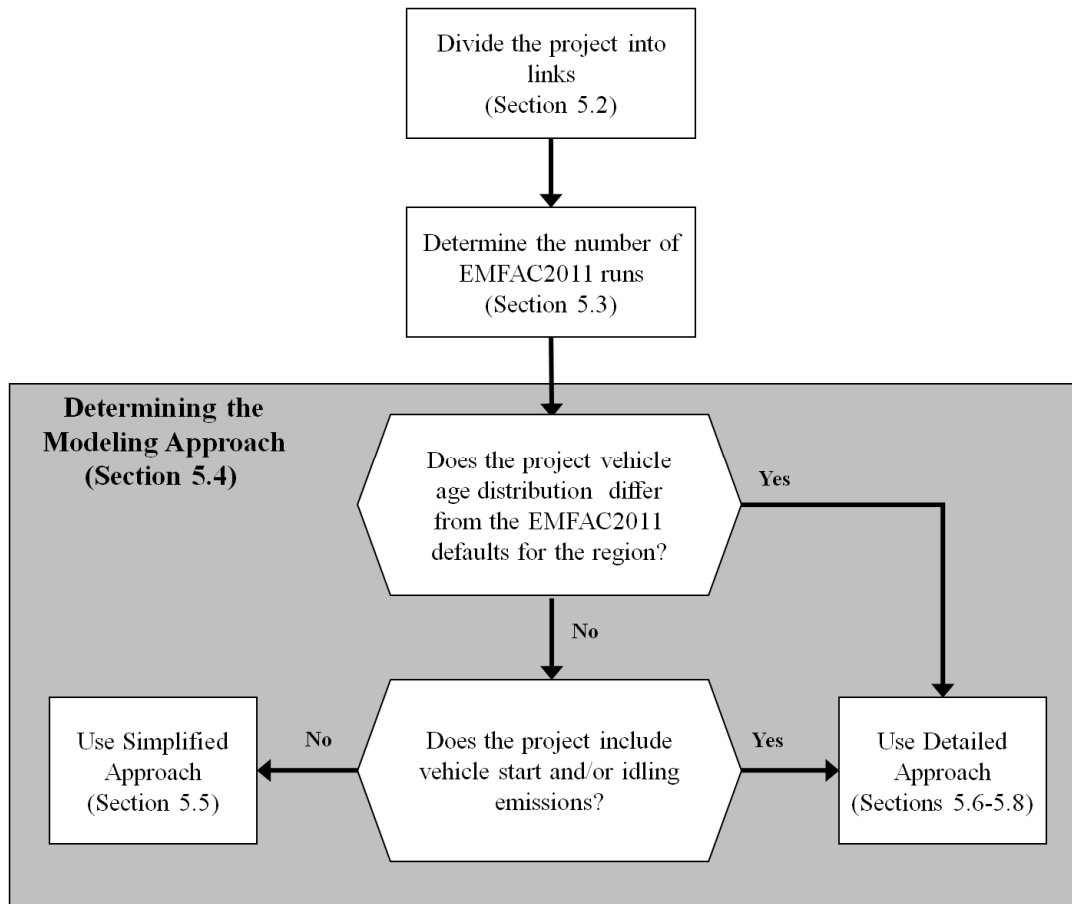 Divide the project into
links
(Section 5.2)
Determine the number of
EMFAC2011 runs
(Section 5.3)
Determining the
Modeling Approach
(Section 5.4)
Does the project vehicle
age distribution differ
from the EMFAC2011
defaults for the region?
Yes
No
Use Simplified
Approach
(Section 5.5)
No
Does the project include
vehicle start and/or idling
emissions?
Yes
Use Detailed
Approach
(Sections 5.6-5.8)